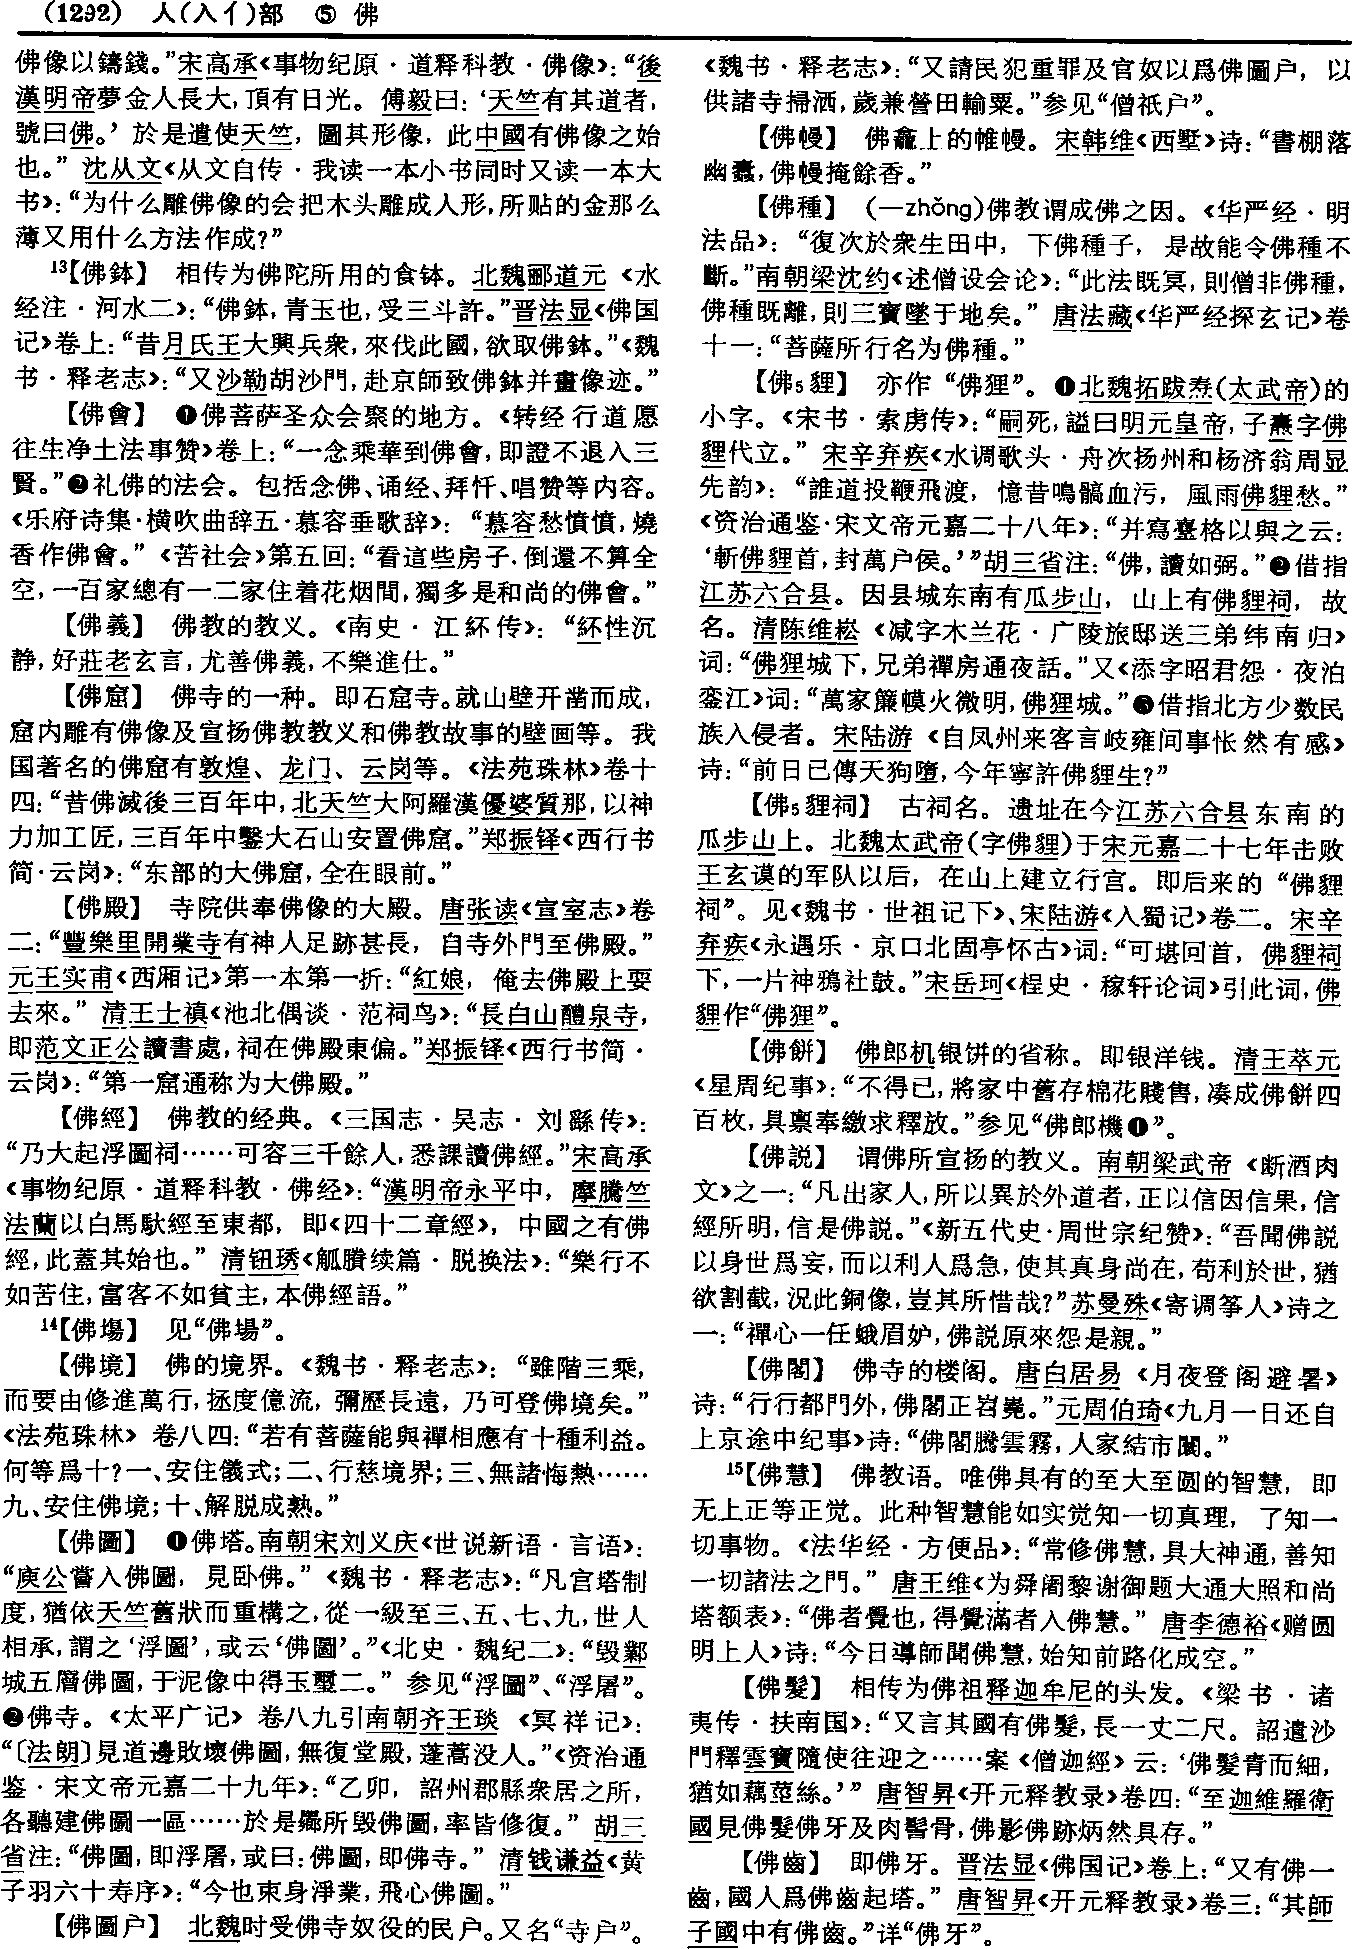 (1292) 人(入亻)部 ⑤ 佛
佛像以鑄錢。”宋高承《事物纪原·道释科教·佛像》：“後
漢明帝夢金人長大，頂有日光。傅毅曰：‘天竺有其道者，
號曰佛。’於是遣使天竺，圖其形像，此中國有佛像之始
也。”沈从文《从文自传·我读一本小书同时又读一本大
书》：“为什么雕佛像的会把木头雕成人形，所贴的金那么
薄又用什么方法作成？”
13【佛鉢】 相传为佛陀所用的食钵。北魏郦道元《水
经注·河水二》：“佛鉢，青玉也，受三斗許。”晋法显《佛国
记》卷上：“昔月氏王大興兵衆，來伐此國，欲取佛鉢。”《魏
书·释老志》：“又沙勒胡沙門，赴京師致佛鉢并畫像迹。”
【佛會】 ❶佛菩萨圣众会聚的地方。《转经行道愿
往生净土法事赞》卷上：“一念乘華到佛會，即證不退入三
賢。”❷礼佛的法会。包括念佛、诵经、拜忏、唱赞等内容。
《乐府诗集·横吹曲辞五·慕容垂歌辞》：“慕容愁憤憤，燒
香作佛會。”《苦社会》第五回：“看這些房子，倒還不算全
空，一百家總有一二家住着花烟間，獨多是和尚的佛會。”
【佛義】 佛教的教义。《南史·江紑传》：“紑性沉
静，好莊老玄言，尤善佛義，不樂進仕。”
【佛窟】 佛寺的一种。即石窟寺。就山壁开凿而成，
窟内雕有佛像及宣扬佛教教义和佛教故事的壁画等。我
国著名的佛窟有敦煌、龙门、云岗等。《法苑珠林》卷十
四：“昔佛滅後三百年中，北天竺大阿羅漢優婆質那，以神
力加工匠，三百年中鑿大石山安置佛窟。”郑振铎《西行书
简·云岗》：“东部的大佛窟，全在眼前。”
【佛殿】 寺院供奉佛像的大殿。唐张读《宣室志》卷
二：“豐樂里開業寺有神人足跡甚長，自寺外門至佛殿。”
元王实甫《西厢记》第一本第一折：“紅娘，俺去佛殿上耍
去來。”清王士禛《池北偶谈·范祠鸟》：“長白山醴泉寺，
即范文正公讀書處，祠在佛殿東偏。”郑振铎《西行书简·
云岗》：“第一窟通称为大佛殿。”
【佛經】 佛教的经典。《三国志·吴志·刘繇传》：
“乃大起浮圖祠……可容三千餘人，悉課讀佛經。”宋高承
《事物纪原·道释科教·佛经》：“漢明帝永平中，摩騰竺
法蘭以白馬馱經至東都，即《四十二章經》，中國之有佛
經，此蓋其始也。”清钮琇《觚賸续篇·脱换法》：“樂行不
如苦住，富客不如貧主，本佛經語。”
14【佛塲】 见“佛場”。
【佛境】 佛的境界。《魏书·释老志》：“雖階三乘，
而要由修進萬行，拯度億流，彌歷長遠，乃可登佛境矣。”
《法苑珠林》卷八四：“若有菩薩能與禪相應有十種利益。
何等爲十？一、安住儀式；二、行慈境界；三、無諸悔熱……
九、安住佛境；十、解脱成熟。”
【佛圖】 ❶佛塔。南朝宋刘义庆《世说新语·言语》：
“庾公嘗入佛圖，見卧佛。”《魏书·释老志》：“凡宫塔制
度，猶依天竺舊狀而重構之，從一級至三、五、七、九，世人
相承，謂之‘浮圖’，或云‘佛圖’。”《北史·魏纪二》：“毁鄴
城五層佛圖，于泥像中得玉璽二。”参见“浮圖”、“浮屠”。
❷佛寺。《太平广记》卷八九引南朝齐王琰《冥祥记》：
“〔法朗〕見道邊敗壞佛圖，無復堂殿，蓬蒿没人。”《资治通
鉴·宋文帝元嘉二十九年》：“乙卯，詔州郡縣衆居之所，
各聽建佛圖一區……於是曏所毁佛圖，率皆修復。”胡三
省注：“佛圖，即浮屠，或曰：佛圖，即佛寺。”清钱谦益《黄
子羽六十寿序》：“今也束身淨業，飛心佛圖。”
【佛圖户】 北魏时受佛寺奴役的民户。又名“寺户”。
《魏书·释老志》：“又請民犯重罪及官奴以爲佛圖户，以
供諸寺掃洒，歲兼營田輸粟。”参见“僧祇户”。
【佛幔】 佛龕上的帷幔。宋韩维《西墅》诗：“書棚落
幽蠹，佛幔掩餘香。”
【佛種】 (—zhǒng)佛教谓成佛之因。《华严经·明
法品》：“復次於衆生田中，下佛種子，是故能令佛種不
斷。”南朝梁沈约《述僧设会论》：“此法既冥，則僧非佛種，
佛種既離，則三寶墜于地矣。”唐法藏《华严经探玄记》卷
十一：“菩薩所行名为佛種。”
【佛5貍】 亦作“佛狸”。❶北魏拓跋焘(太武帝)的
小字。《宋书·索虏传》：“嗣死，謚曰明元皇帝，子燾字佛
貍代立。”宋辛弃疾《水调歌头·舟次扬州和杨济翁周显
先韵》：“誰道投鞭飛渡，憶昔鳴髇血污，風雨佛貍愁。”
《资治通鉴·宋文帝元嘉二十八年》：“并寫臺格以與之云：
‘斬佛貍首，封萬户侯。’”胡三省注：“佛，讀如弼。”❷借指
江苏六合县。因县城东南有瓜步山，山上有佛貍祠，故
名。清陈维崧《减字木兰花·广陵旅邸送三弟纬南归》
词：“佛狸城下，兄弟禪房通夜話。”又《添字昭君怨·夜泊
銮江》词：“萬家簾幙火微明，佛狸城。”❸借指北方少数民
族入侵者。宋陆游《自凤州来客言岐雍间事怅然有感》
诗：“前日已傳天狗墮，今年寧許佛貍生？”
【佛5貍祠】 古祠名。遗址在今江苏六合县东南的
瓜步山上。北魏太武帝(字佛貍)于宋元嘉二十七年击败
王玄谟的军队以后，在山上建立行宫。即后来的“佛貍
祠”。见《魏书·世祖记下》、宋陆游《入蜀记》卷二。宋辛
弃疾《永遇乐·京口北固亭怀古》词：“可堪回首，佛貍祠
下，一片神鴉社鼓。”宋岳珂《桯史·稼轩论词》引此词，佛
貍作“佛狸”。
【佛餅】 佛郎机银饼的省称。即银洋钱。清王萃元
《星周纪事》：“不得已，將家中舊存棉花賤售，凑成佛餅四
百枚，具禀奉繳求釋放。”参见“佛郎機❶”。
【佛説】 谓佛所宣扬的教义。南朝梁武帝《断酒肉
文》之一：“凡出家人，所以異於外道者，正以信因信果，信
經所明，信是佛説。”《新五代史·周世宗纪赞》：“吾聞佛説
以身世爲妄，而以利人爲急，使其真身尚在，苟利於世，猶
欲割截，況此銅像，豈其所惜哉？”苏曼殊《寄调筝人》诗之
一：“禪心一任蛾眉妒，佛説原來怨是親。”
【佛閣】 佛寺的楼阁。唐白居易《月夜登阁避暑》
诗：“行行都門外，佛閣正岧嶤。”元周伯琦《九月一日还自
上京途中纪事》诗：“佛閣騰雲霧，人家結市闤。”
15【佛慧】 佛教语。唯佛具有的至大至圆的智慧，即
无上正等正觉。此种智慧能如实觉知一切真理，了知一
切事物。《法华经·方便品》：“常修佛慧，具大神通，善知
一切諸法之門。”唐王维《为舜阇黎谢御题大通大照和尚
塔额表》：“佛者覺也，得覺滿者入佛慧。”唐李德裕《赠圆
明上人》诗：“今日導師聞佛慧，始知前路化成空。”
【佛髮】 相传为佛祖释迦牟尼的头发。《梁书·诸
夷传·扶南国》：“又言其國有佛髮，長一丈二尺。詔遣沙
門釋雲寶隨使往迎之……案《僧迦經》云：‘佛髮青而細，
猶如藕莖絲。’”唐智昇《开元释教录》卷四：“至迦維羅衛
國見佛髮佛牙及肉髻骨，佛影佛跡炳然具存。”
【佛齒】 即佛牙。晋法显《佛国记》卷上：“又有佛一
齒，國人爲佛齒起塔。”唐智昇《开元释教录》卷三：“其師
子國中有佛齒。”详“佛牙”。